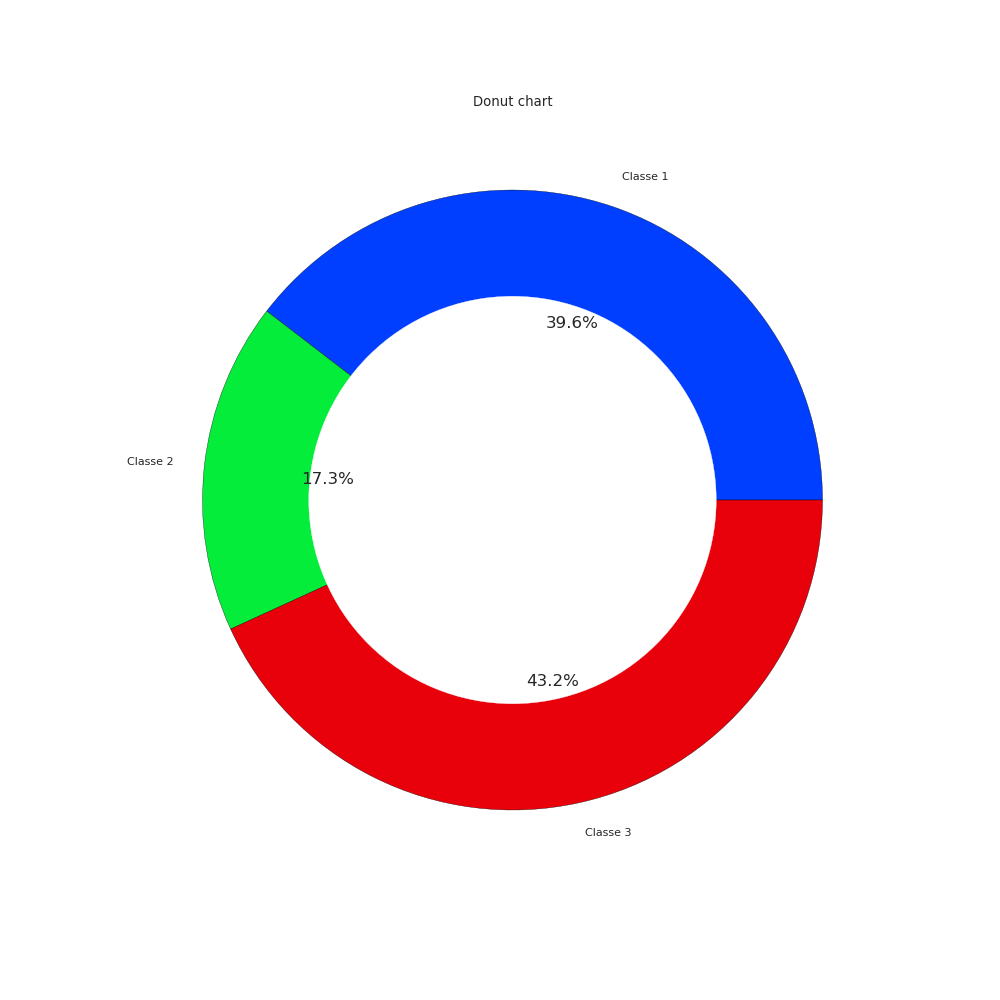 Donut chart
Classe 1
39.6%
Classe 2
17.3%
43.2%
Classe 3